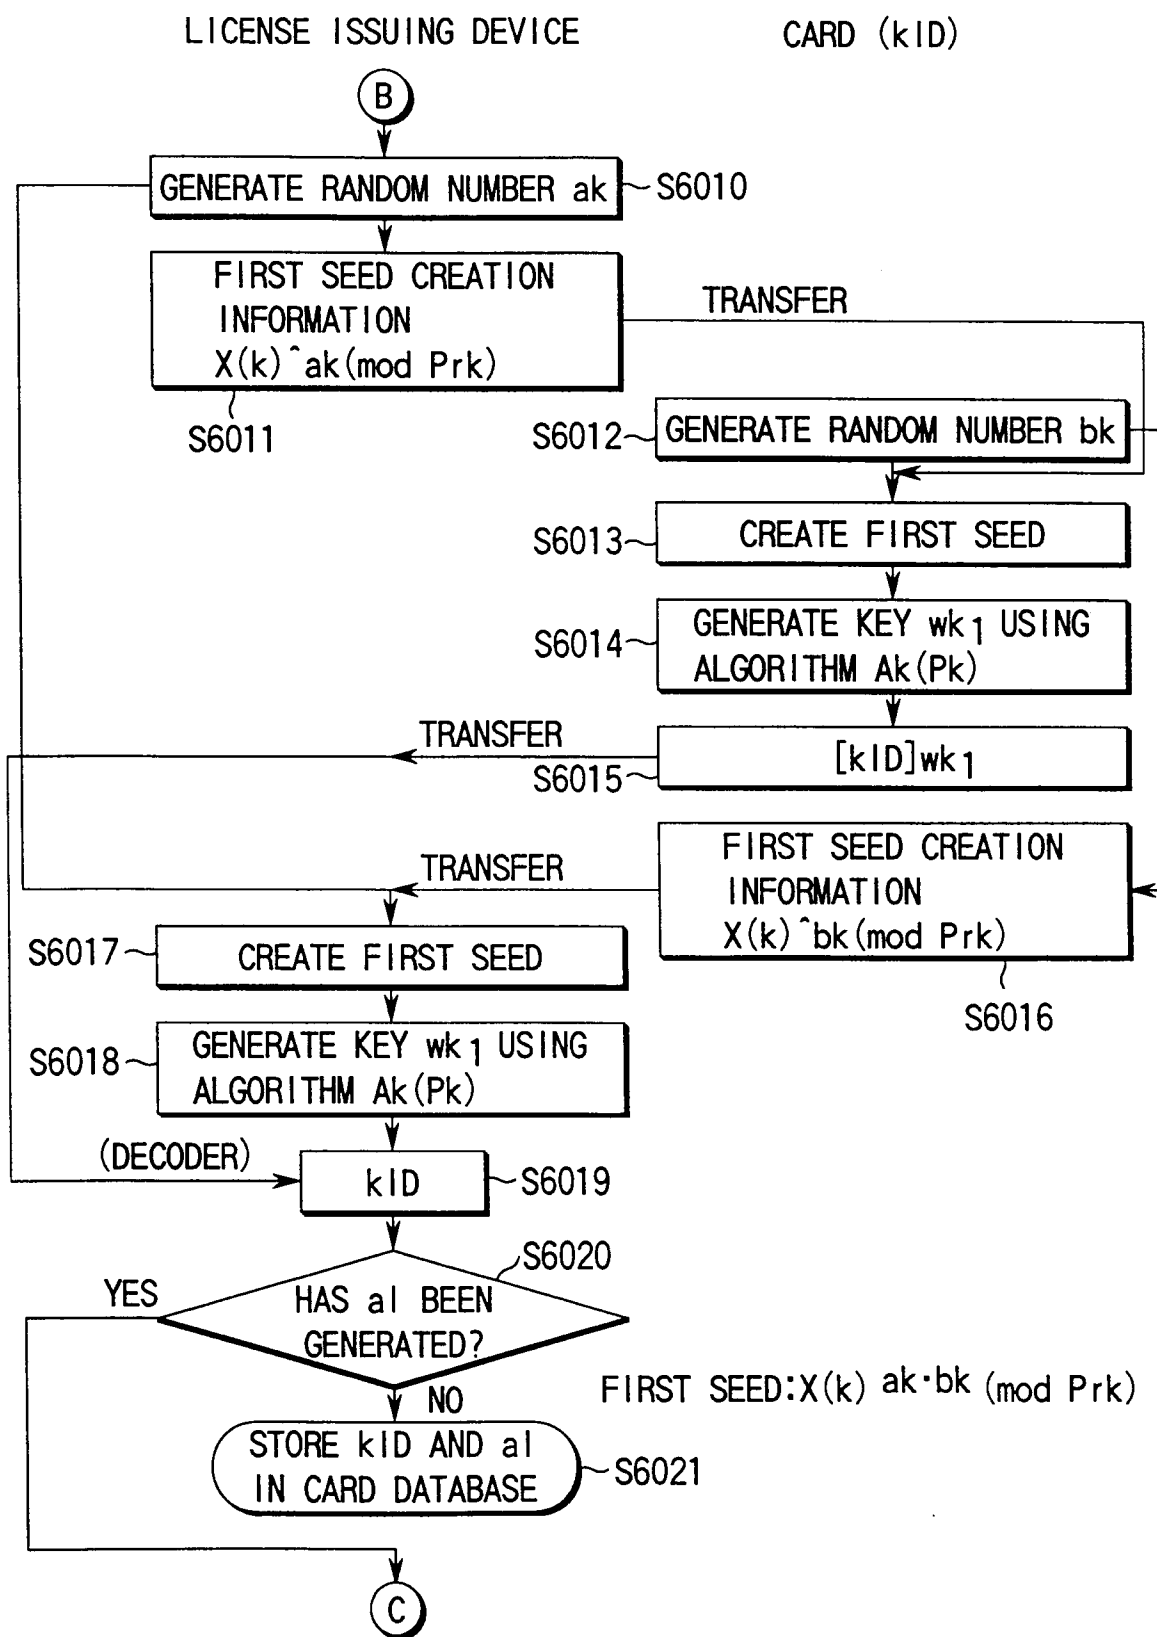 LICENSE ISSUING DEVICE
CARD (kID)
B
GENERATE RANDOM NUMBER ak
S6010
FIRST SEED CREATION
INFORMATION
X(k)^ak(mod Prk)
S6011
TRANSFER
S6012
GENERATE RANDOM NUMBER bk
S6013
CREATE FIRST SEED
S6014
GENERATE KEY wk1 USING
ALGORITHM Ak(Pk)
TRANSFER
S6015
[kID]wk1
FIRST SEED CREATION
INFORMATION
X(k)^bk(mod Prk)
S6016
TRANSFER
S6017
CREATE FIRST SEED
S6018
GENERATE KEY wk1 USING
ALGORITHM Ak(Pk)
(DECODER)
kID
S6019
S6020
YES
HAS al BEEN
GENERATED?
NO
FIRST SEED:X(k) ak·bk (mod Prk)
STORE kID AND al
IN CARD DATABASE
S6021
C